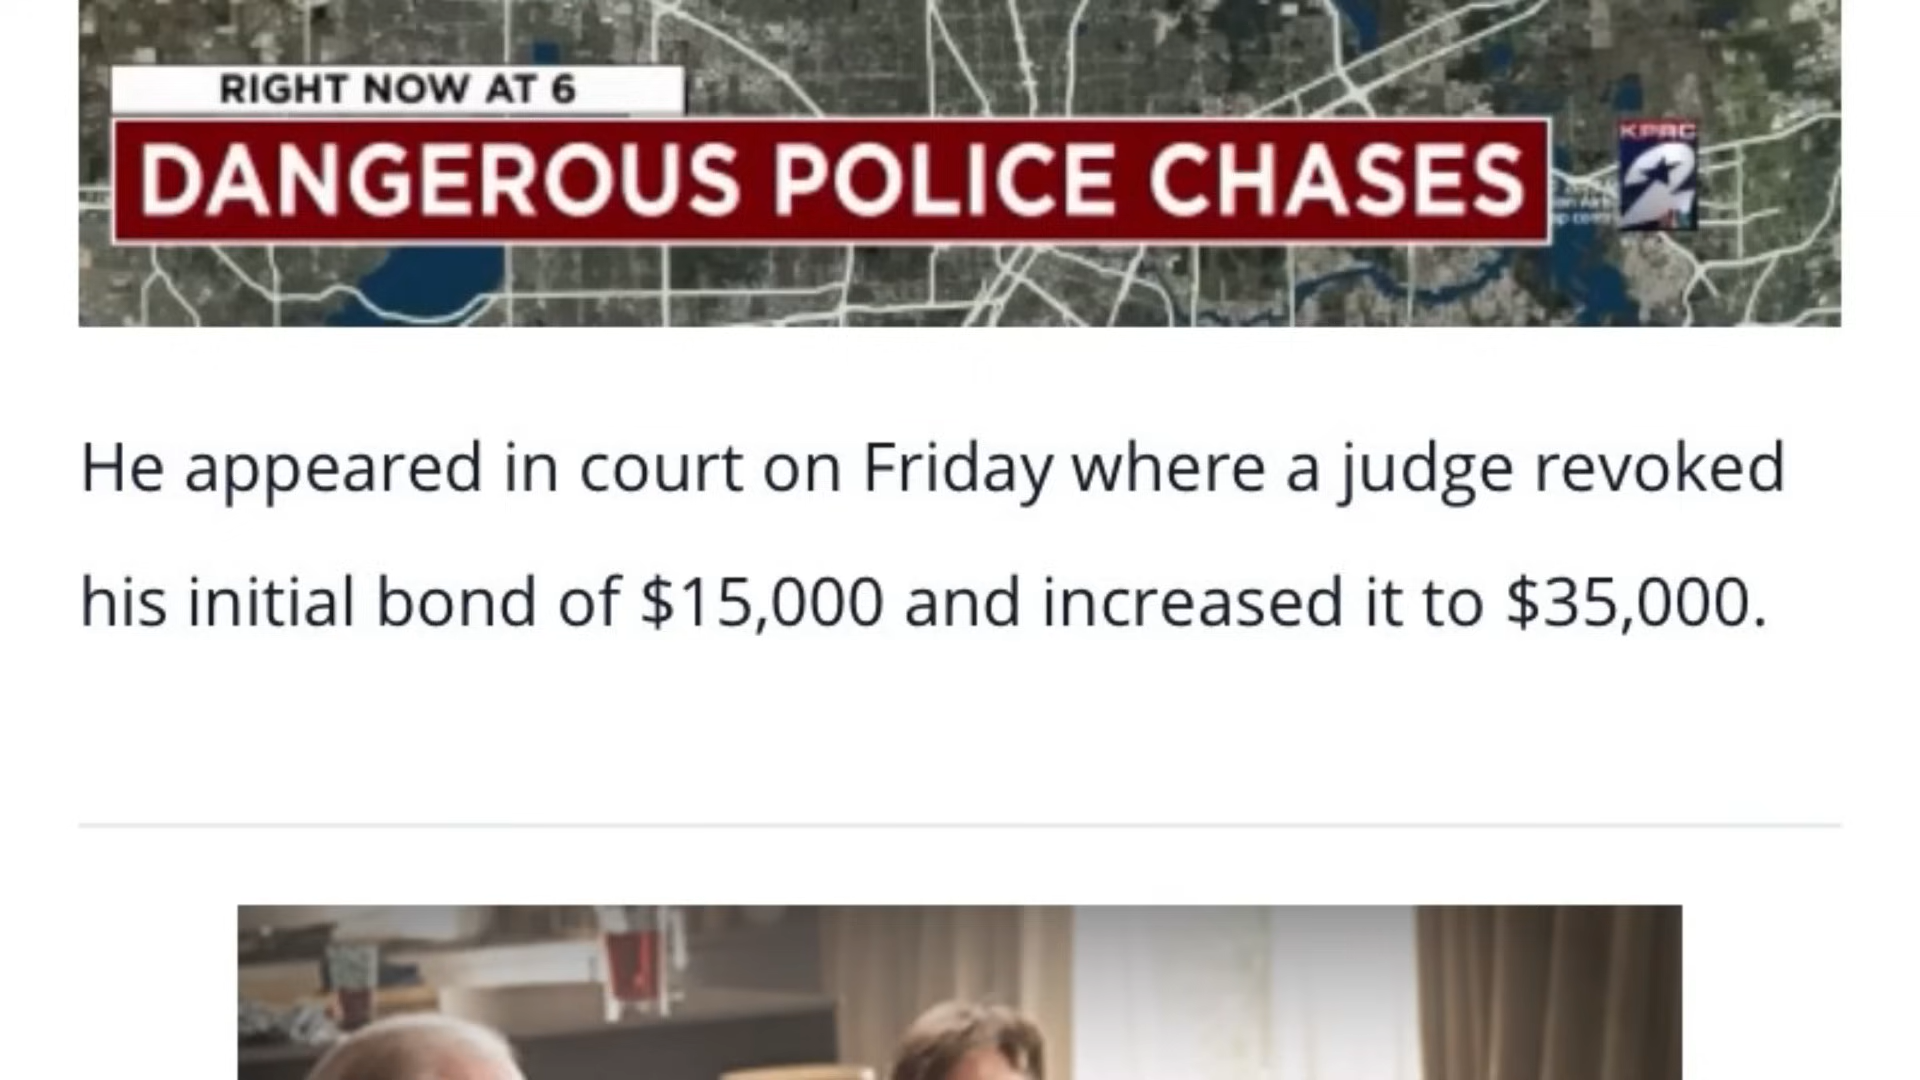 RIGHT NOW AT 6
DANGEROUS POLICE CHASES
KPRC
2
He appeared in court on Friday where a judge revoked
his initial bond of $15,000 and increased it to $35,000.